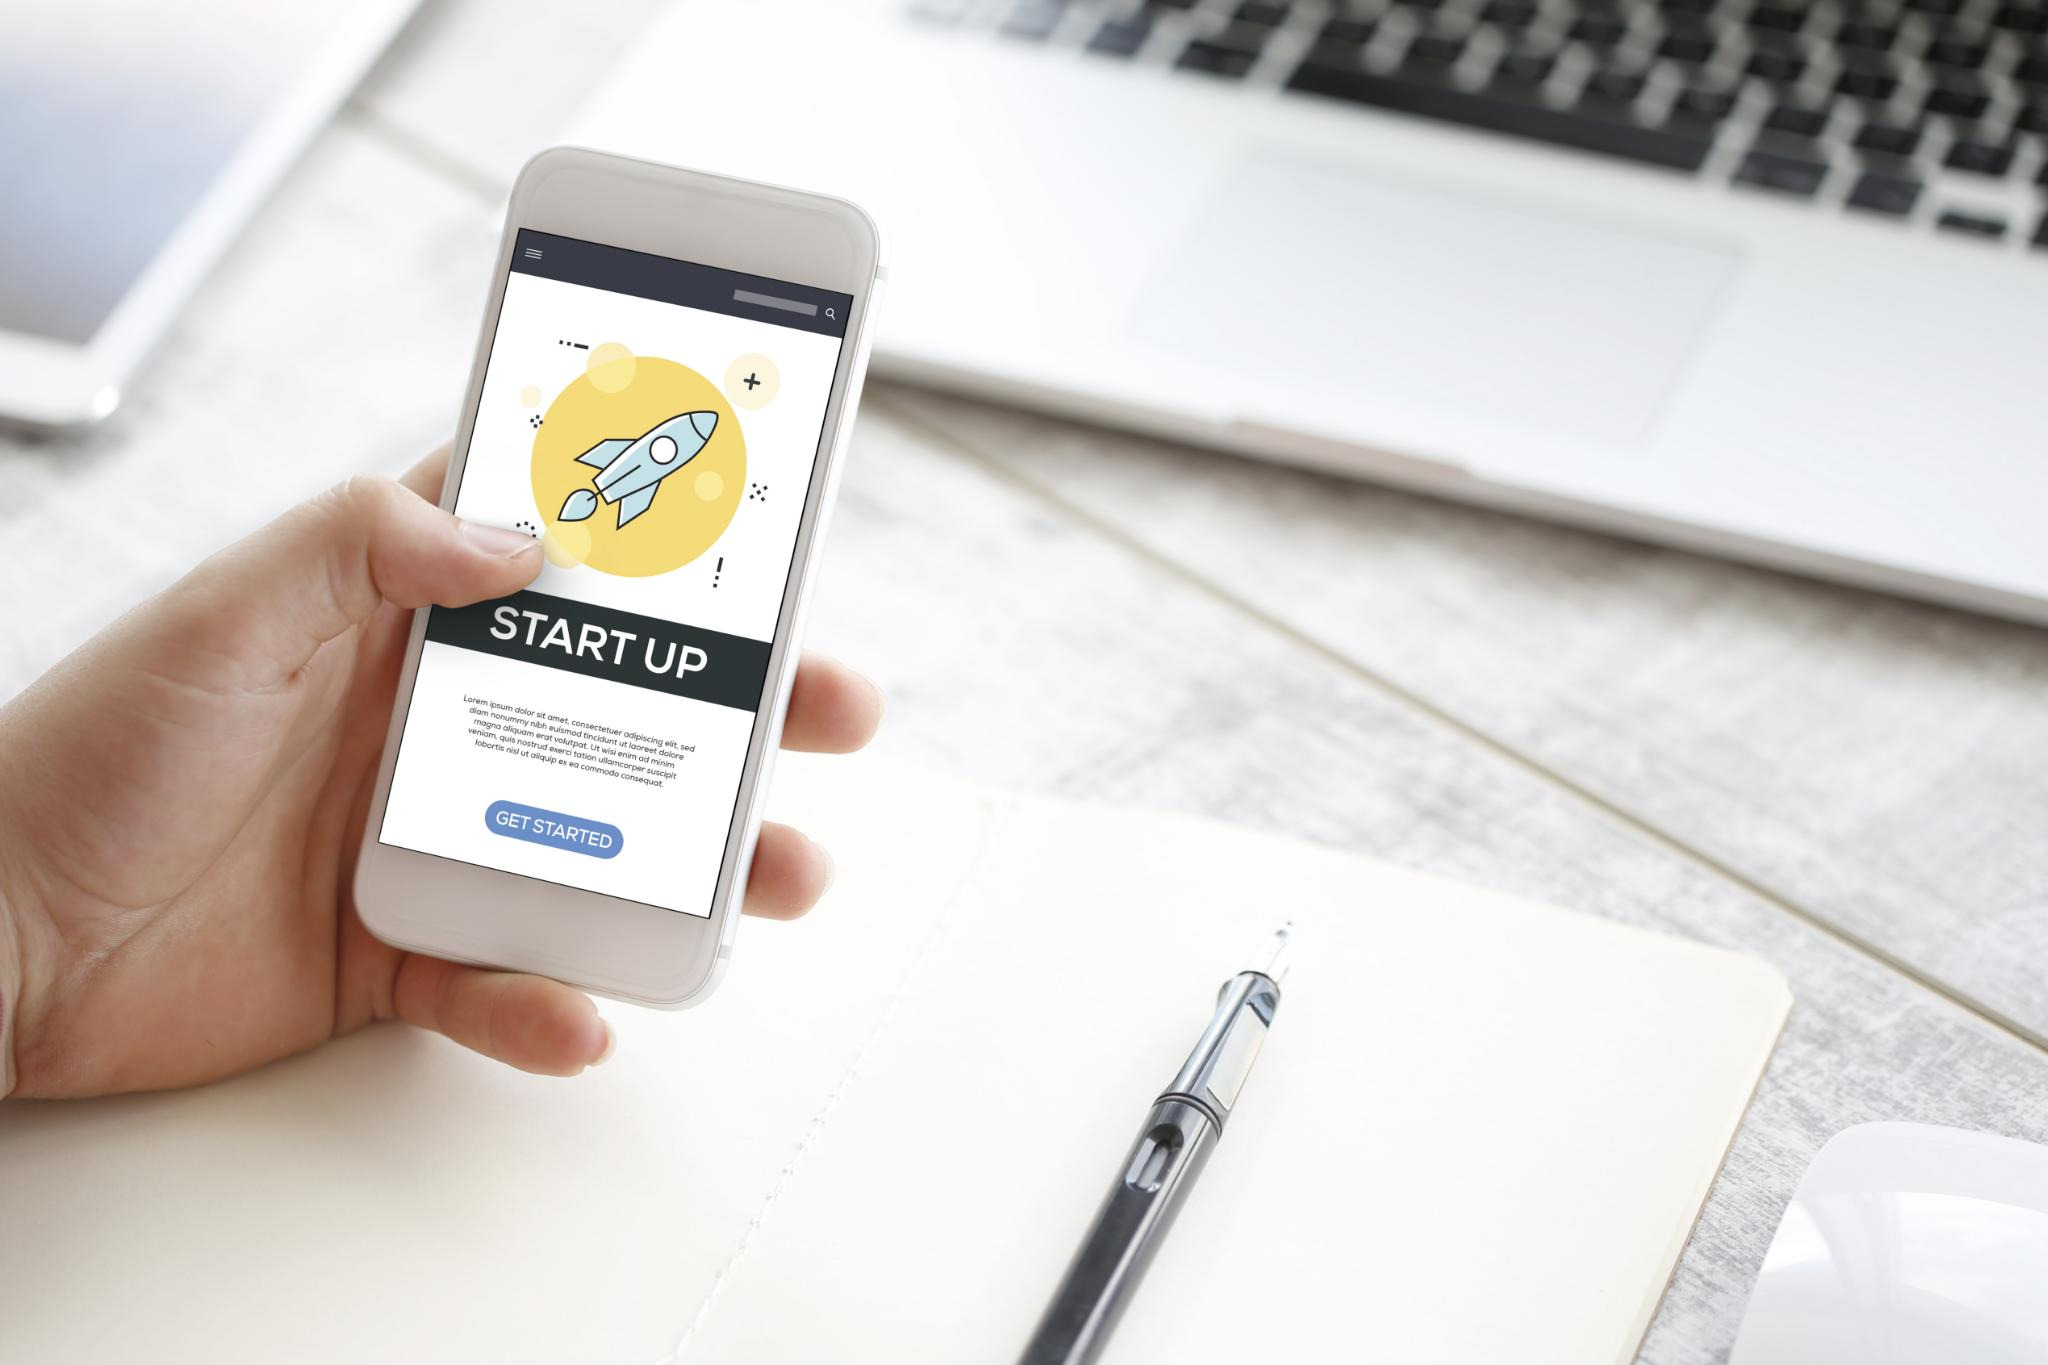 START UP
Lorem ipsum dolor sit amet, consectetuer adipiscing elit, sed
diam nonummy nibh euismod tincidunt ut laoreet dolore
magna aliquam erat volutpat. Ut wisi enim ad minim
veniam, quis nostrud exerci tation ullamcorper suscipit
lobortis nisl ut aliquip ex ea commodo consequat.
GET STARTED